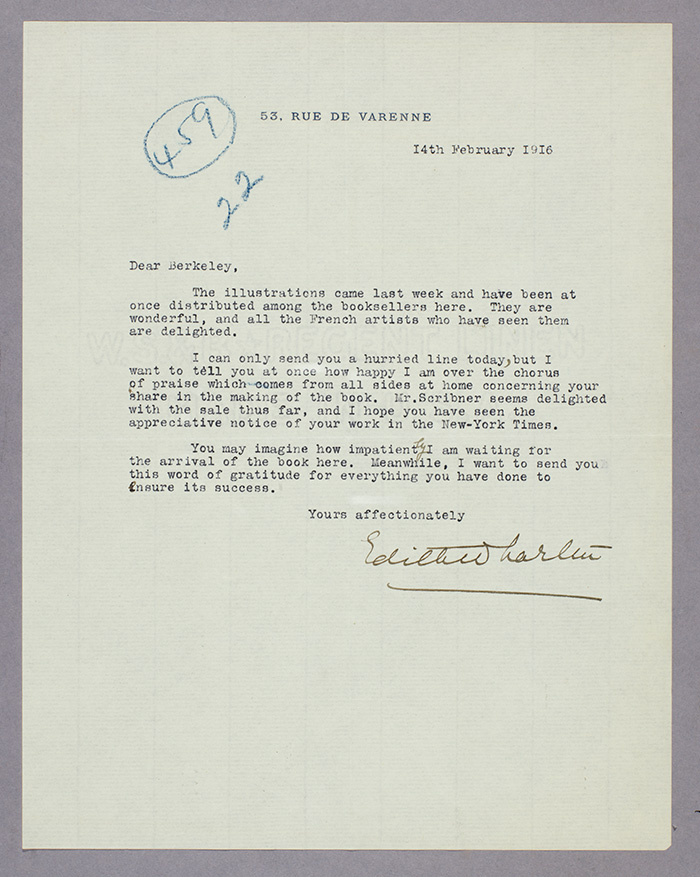 459
53, RUE DE VARENNE
14th February 1916
22
Dear Berkeley,
The illustrations came last week and have been at
once distributed among the booksellers here. They are
wonderful, and all the French artists who have seen them
are delighted.
I can only send you a hurried line today,but I
want to tell you at once how happy I am over the chorus
of praise which comes from all sides at home concerning your
share in the making of the book. Mr.Scribner seems delighted
with the sale thus far, and I hope you have seen the
appreciative notice of your work in the New-York Times.
You may imagine how impatiently I am waiting for
the arrival of the book here. Meanwhile, I want to send you
this word of gratitude for everything you have done to
ensure its success.
Yours affectionately
Edith Wharton